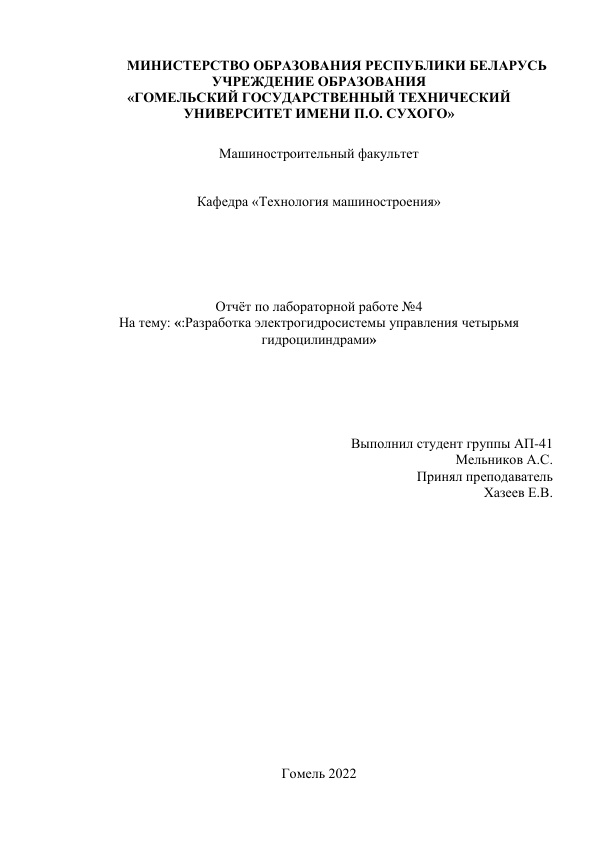 МИНИСТЕРСТВО ОБРАЗОВАНИЯ РЕСПУБЛИКИ БЕЛАРУСЬ
УЧРЕЖДЕНИЕ ОБРАЗОВАНИЯ
«ГОМЕЛЬСКИЙ ГОСУДАРСТВЕННЫЙ ТЕХНИЧЕСКИЙ
УНИВЕРСИТЕТ ИМЕНИ П.О. СУХОГО»
Машиностроительный факультет
Кафедра «Технология машиностроения»
Отчёт по лабораторной работе №4
На тему: «:Разработка электрогидросистемы управления четырьмя
гидроцилиндрами»
Выполнил студент группы АП-41
Мельников А.С.
Принял преподаватель
Хазеев Е.В.
Гомель 2022